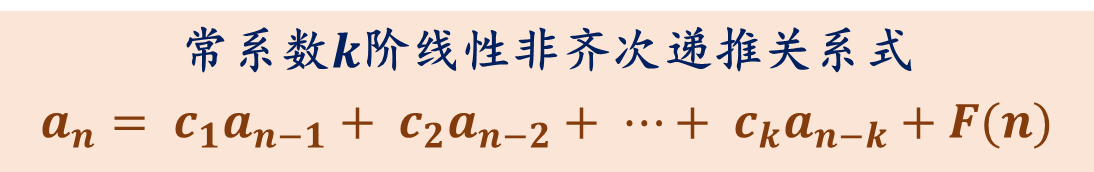 常系数k阶线性非齐次递推关系式
aₙ = c₁aₙ₋₁ + c₂aₙ₋₂ + ⋯ + cₖaₙ₋ₖ + F(n)